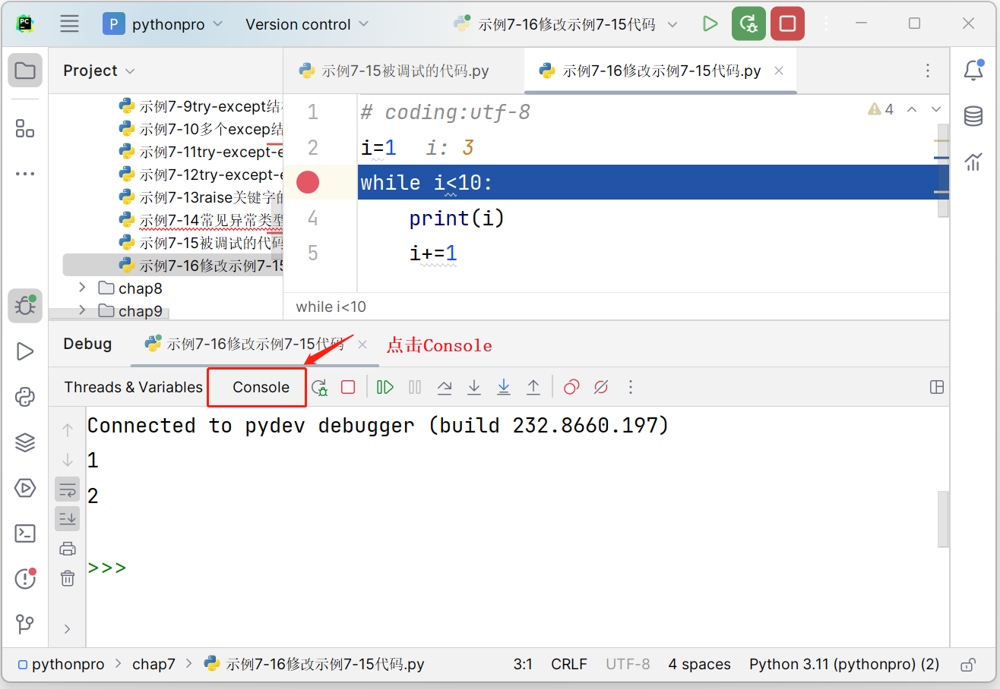 PC
P pythonpro Version control 示例7-16修改示例7-15代码
Project
示例7-15被调试的代码.py 示例7-16修改示例7-15代码.py
示例7-9try-except结构
示例7-10多个excep结
示例7-11try-except-e
示例7-12try-except-e
示例7-13raise关键字的
示例7-14常见异常类型
示例7-15被调试的代码
示例7-16修改示例7-15
chap8
chap9
1 # coding:utf-8
2 i=1 i: 3
while i<10:
4 print(i)
5 i+=1
4
while i<10
Debug 示例7-16修改示例7-15代码 点击Console
Threads & Variables Console
Connected to pydev debugger (build 232.8660.197)
1
2
>>>
pythonpro > chap7 > 示例7-16修改示例7-15代码.py 3:1 CRLF UTF-8 4 spaces Python 3.11 (pythonpro) (2)